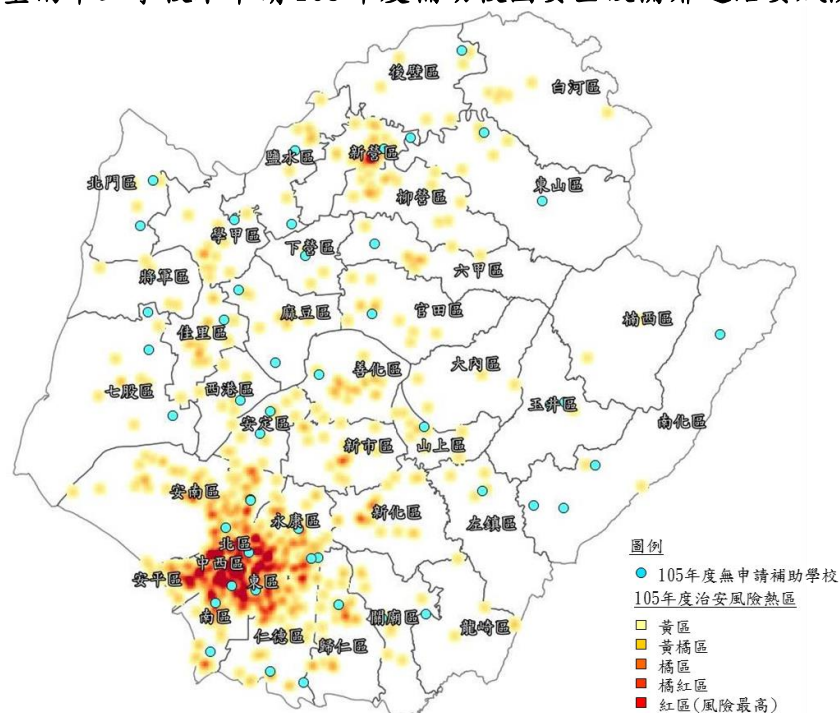 後壁區
白河區
鹽水區
新營區
北門區
柳營區
東山區
學甲區
下營區
將軍區
六甲區
佳里區
麻豆區
官田區
楠西區
七股區
西港區
善化區
大內區
玉井區
安定區
南化區
新市區
山上區
安南區
永康區
新化區
左鎮區
北區
中西區
安平區
東區
南區
仁德區
歸仁區
關廟區
龍崎區
圖例
105年度無申請補助學校
105年度治安風險熱區
黃區
黃橘區
橘區
橘紅區
紅區(風險最高)